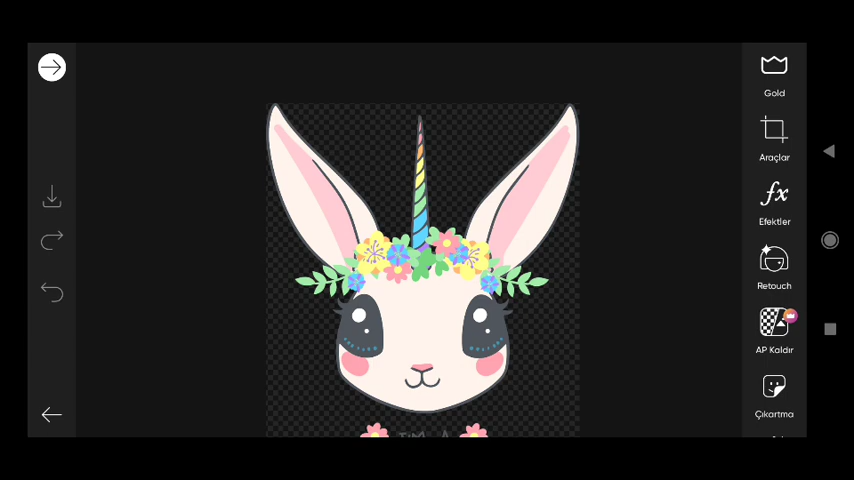 Gold
Araçlar
Efektler
Retouch
AP Kaldır
Çıkartma
I'M A